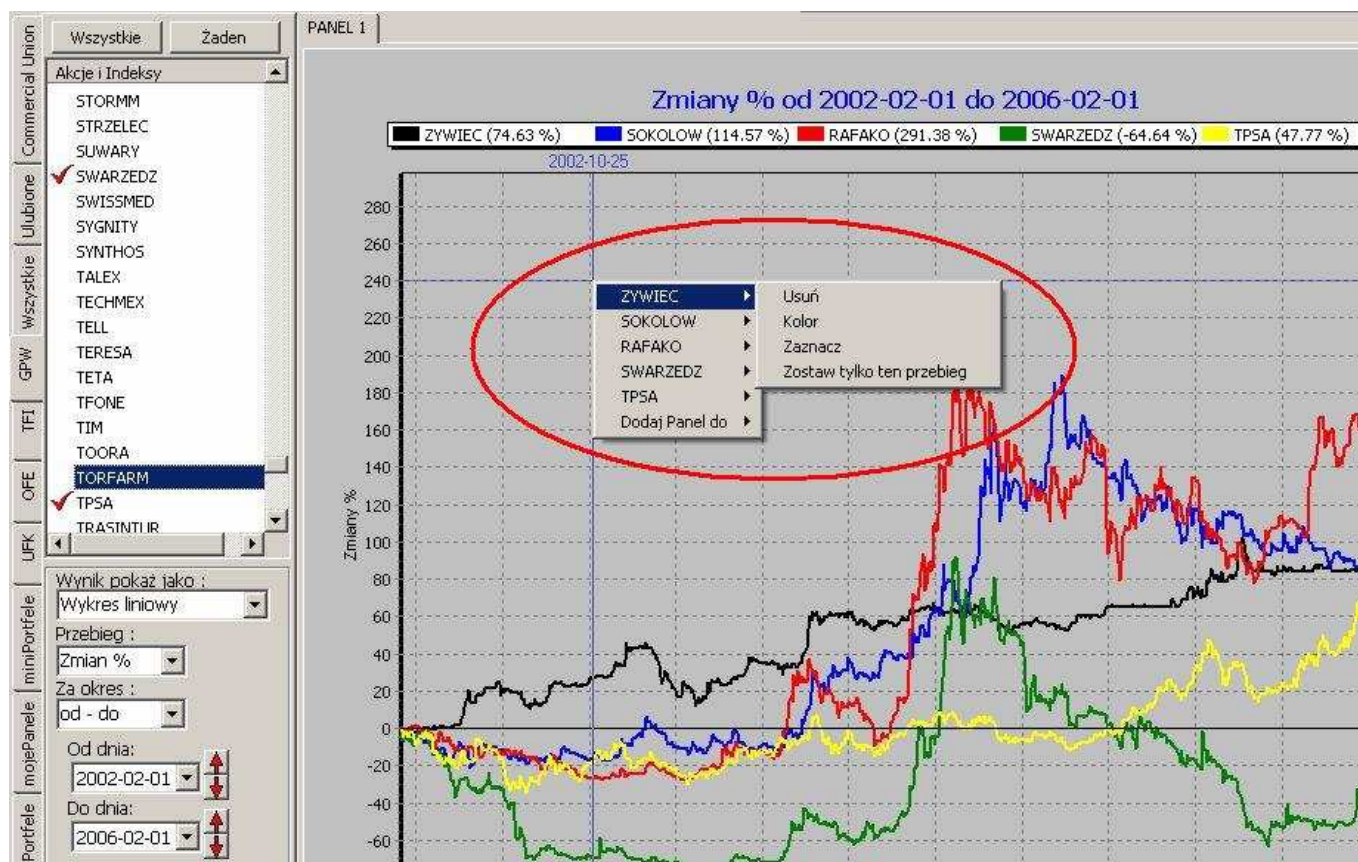 Commercial Union
Ulubione
Wszystkie
GPW
TFI
OFE
UFK
miniPortfele
mojePanele
Portfele
Wszystkie
Żaden
Akcje i Indeksy
STORMM
STRZELEC
SUWARY
SWARZEDZ
SWISSMED
SYGNITY
SYNTHOS
TALEX
TECHMEX
TELL
TERESA
TETA
TFONE
TIM
TOORA
TORFARM
TPSA
TRASINTUR
Wynik pokaż jako :
Wykres liniowy
Przebieg :
Zmian %
Za okres :
od - do
Od dnia:
2002-02-01
Do dnia:
2006-02-01
PANEL 1
Zmiany % od 2002-02-01 do 2006-02-01
ZYWIEC (74.63 %) SOKOLOW (114.57 %) RAFAKO (291.38 %) SWARZEDZ (-64.64 %) TPSA (47.77 %)
2002-10-25
280
260
240
220
200
180
160
140
120
100
80
60
40
20
0
-20
-40
-60
Zmiany %
ZYWIEC
SOKOLOW
RAFAKO
SWARZEDZ
TPSA
Dodaj Panel do
Usuń
Kolor
Zaznacz
Zostaw tylko ten przebieg